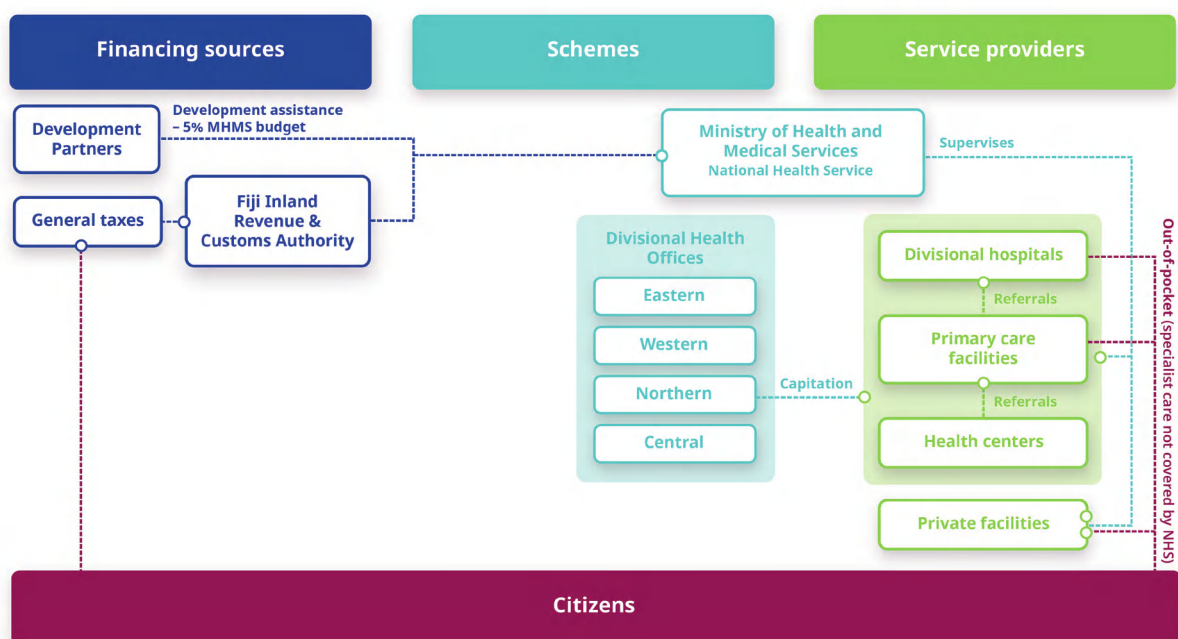 Financing sources
Schemes
Service providers
Development
Partners
Development assistance
– 5% MHMS budget
General taxes
Fiji Inland
Revenue &
Customs Authority
Ministry of Health and
Medical Services
National Health Service
Supervises
Divisional Health
Offices
Eastern
Western
Northern
Central
Capitation
Divisional hospitals
Referrals
Primary care
facilities
Referrals
Health centers
Private facilities
Out-of-pocket (specialist care not covered by NHS)
Citizens